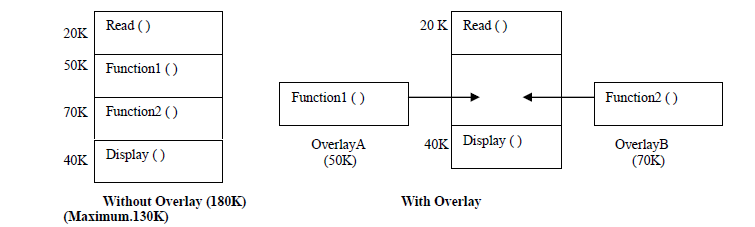 20K Read ( )
50K Function1 ( )
70K Function2 ( )
40K Display ( )
Without Overlay (180K)
(Maximum.130K)
20 K Read ( )
Function1 ( )
Function2 ( )
OverlayA
(50K)
40K Display ( )
OverlayB
(70K)
With Overlay